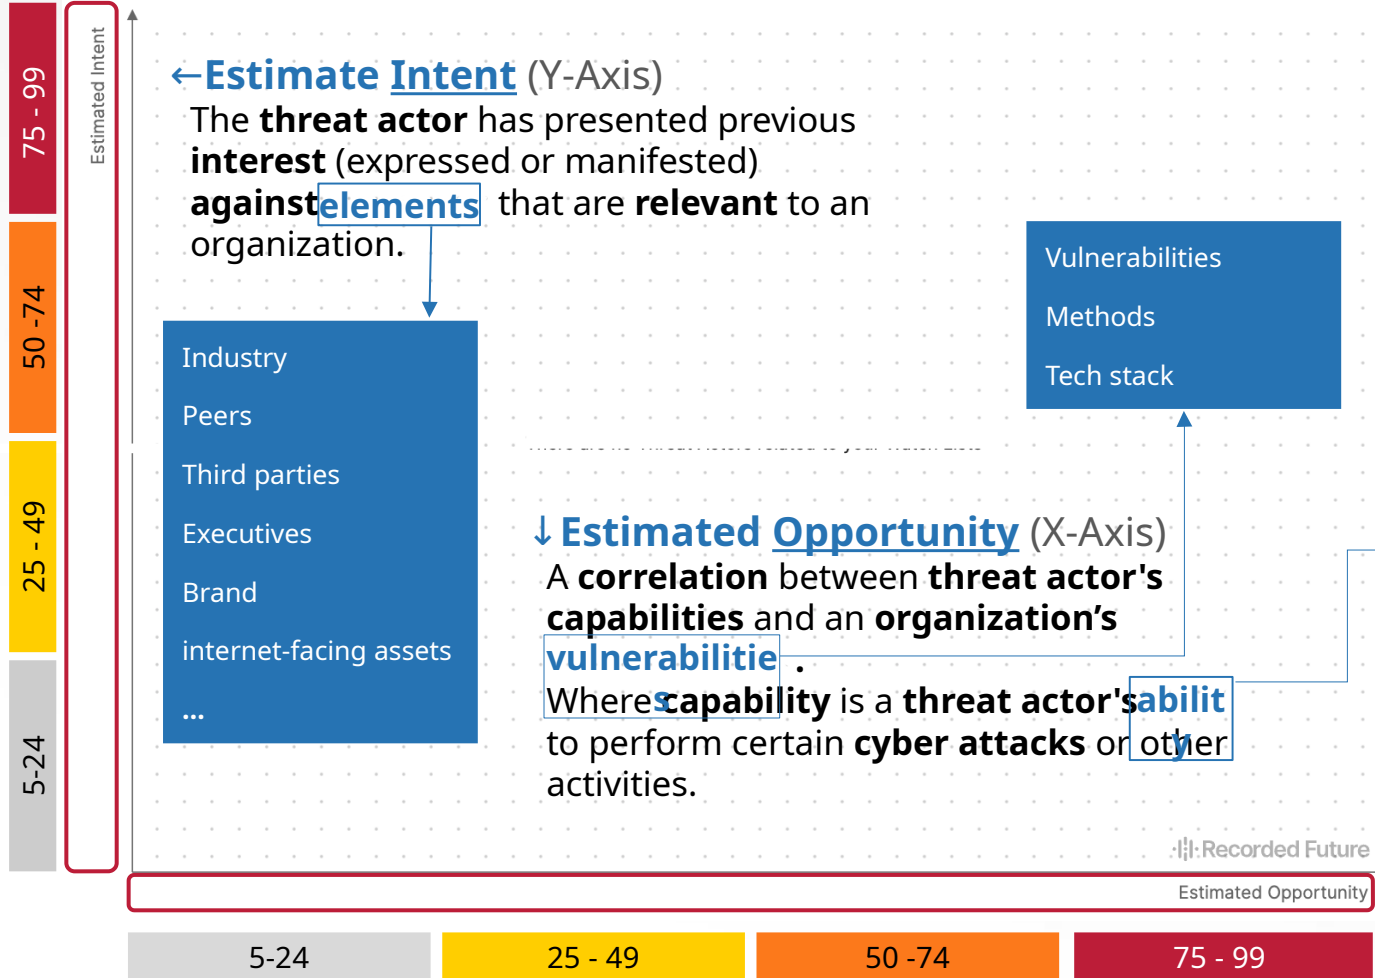 75 - 99
50 -74
25 - 49
5-24
Estimated Intent
←Estimate Intent (Y-Axis)
The threat actor has presented previous
interest (expressed or manifested)
against elements that are relevant to an
organization.
Industry
Peers
Third parties
Executives
Brand
internet-facing assets
...
Vulnerabilities
Methods
Tech stack
↓Estimated Opportunity (X-Axis)
A correlation between threat actor's
capabilities and an organization’s
vulnerabilities .
Where capability is a threat actor's ability
to perform certain cyber attacks or other
activities.
Recorded Future
Estimated Opportunity
5-24
25 - 49
50 -74
75 - 99